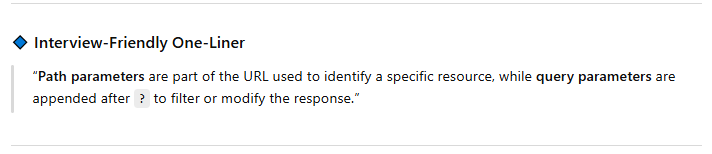 Interview-Friendly One-Liner
“Path parameters are part of the URL used to identify a specific resource, while query parameters are
appended after ? to filter or modify the response.”